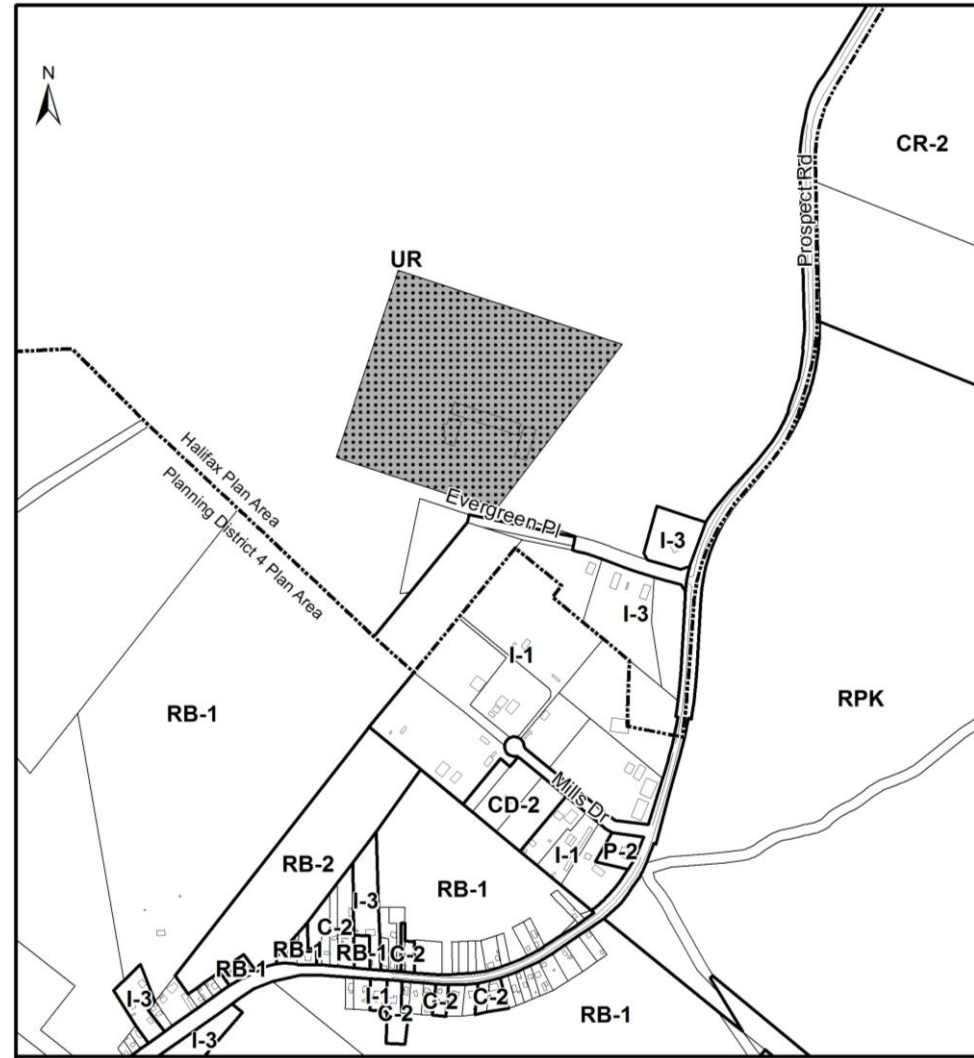 N
CR-2
Prospect Rd
UR
Halifax Plan Area
Planning District 4 Plan Area
Evergreen Pl
I-3
I-3
I-1
RB-1
RPK
Mills Dr
CD-2
P-2
I-1
RB-2
RB-1
I-3
C-2
RB-1
RB-1
C-2
RB-1
I-3
I-1
C-2
C-2
C-2
RB-1
I-3